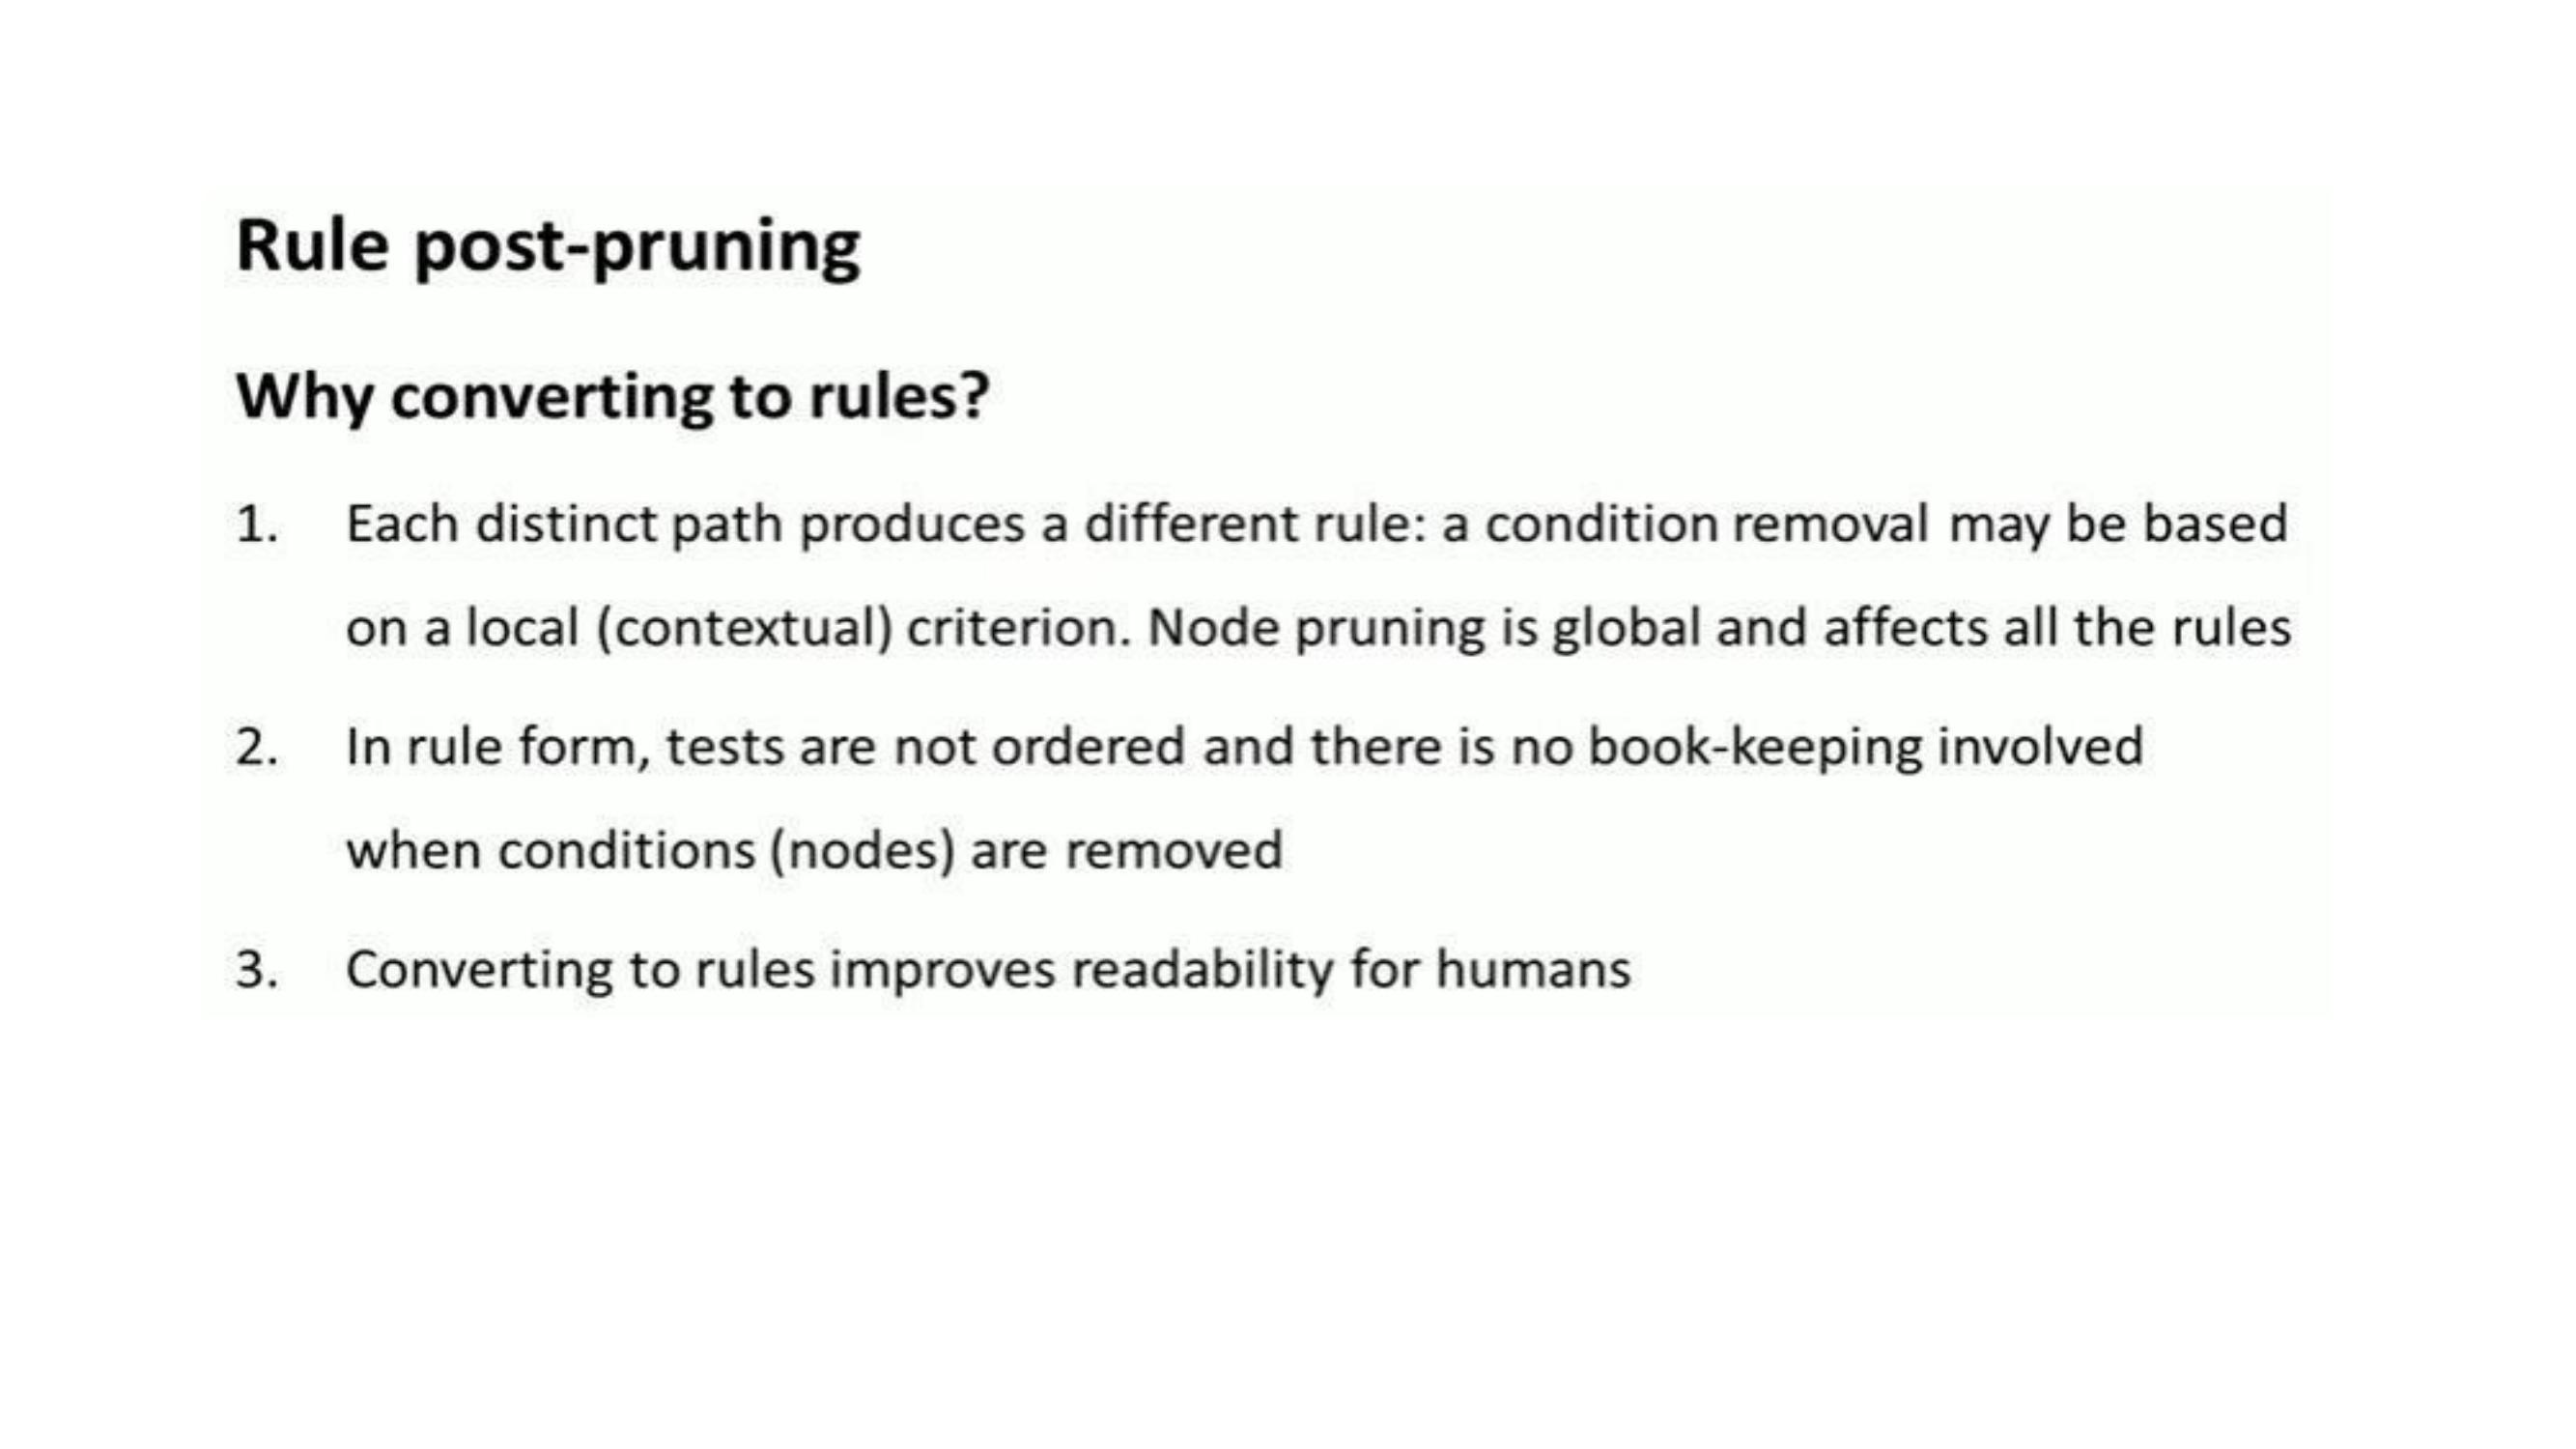 Rule post-pruning
Why converting to rules?
1. Each distinct path produces a different rule: a condition removal may be based
on a local (contextual) criterion. Node pruning is global and affects all the rules
2. In rule form, tests are not ordered and there is no book-keeping involved
when conditions (nodes) are removed
3. Converting to rules improves readability for humans